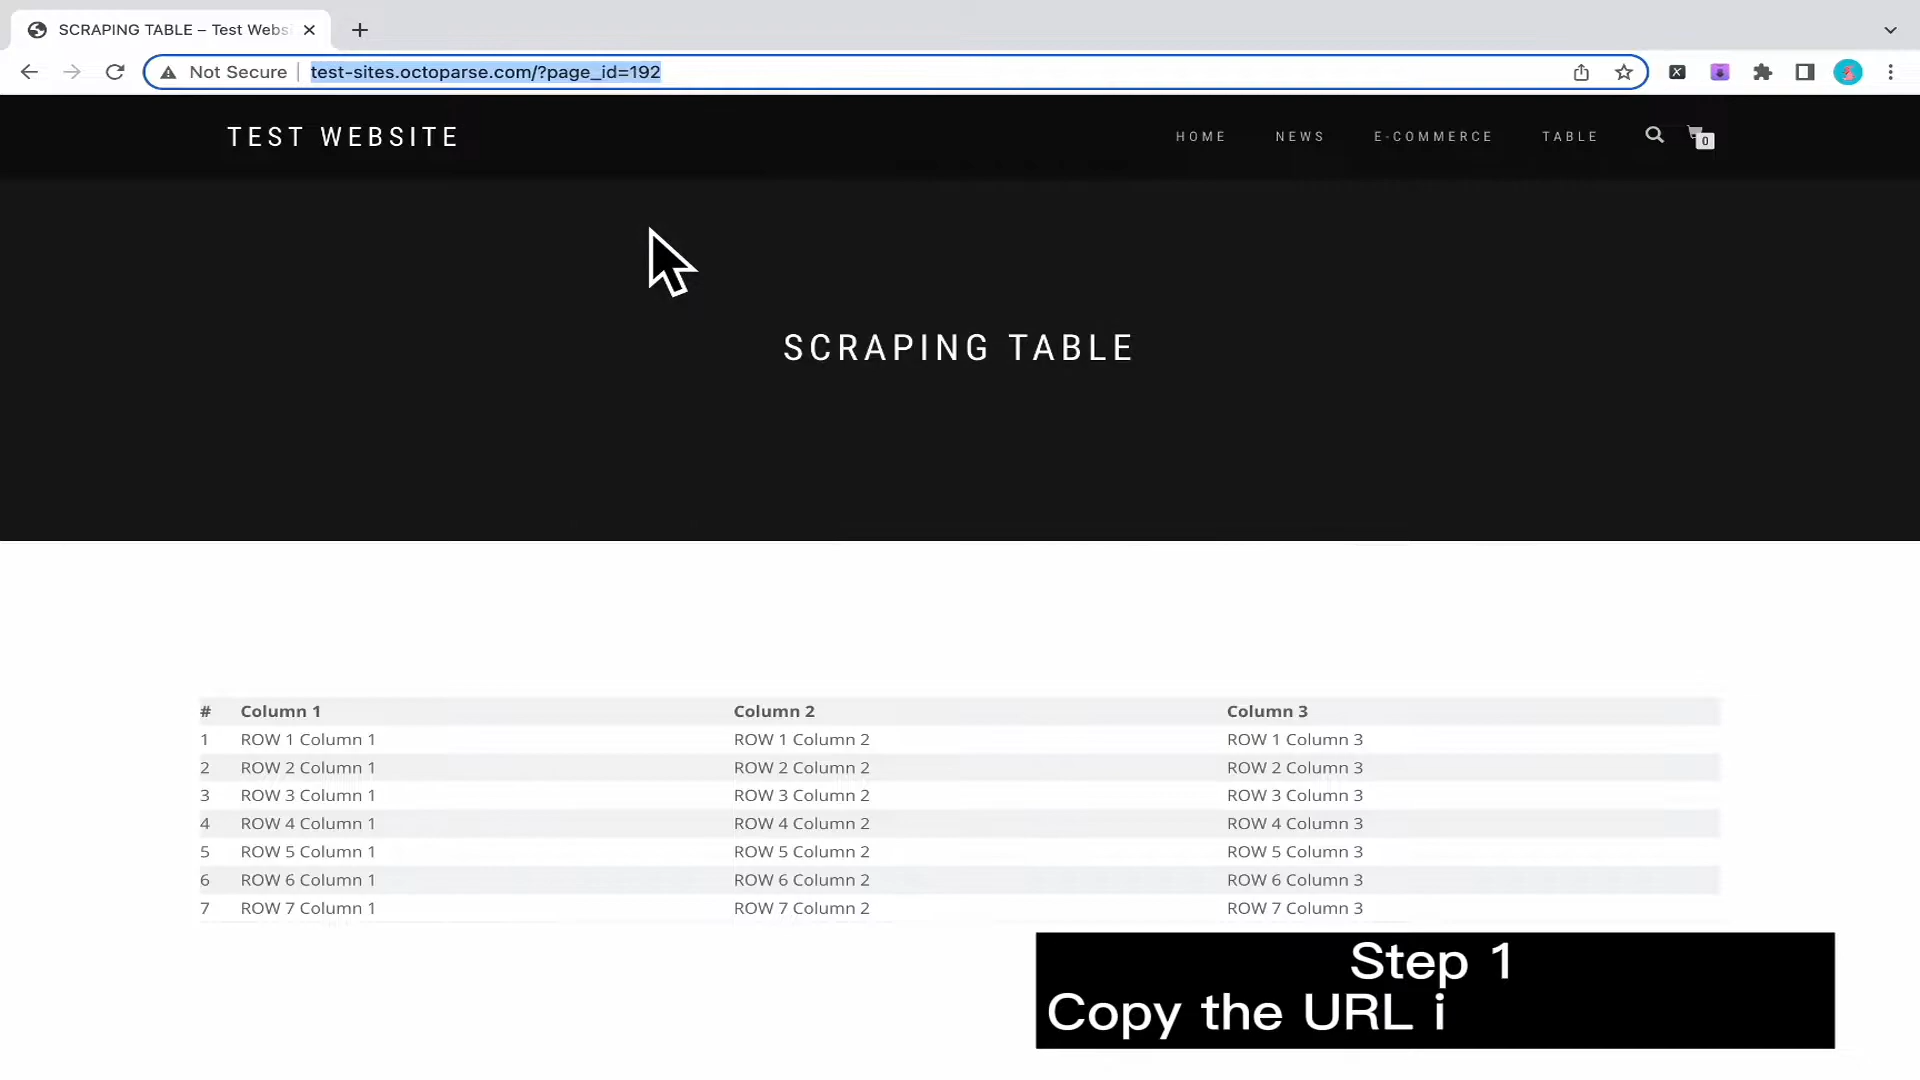 SCRAPING TABLE – Test Webs
Not Secure
test-sites.octoparse.com/?page_id=192
TEST WEBSITE
HOME NEWS E-COMMERCE TABLE
0
SCRAPING TABLE
# Column 1 Column 2 Column 3
1 ROW 1 Column 1 ROW 1 Column 2 ROW 1 Column 3
2 ROW 2 Column 1 ROW 2 Column 2 ROW 2 Column 3
3 ROW 3 Column 1 ROW 3 Column 2 ROW 3 Column 3
4 ROW 4 Column 1 ROW 4 Column 2 ROW 4 Column 3
5 ROW 5 Column 1 ROW 5 Column 2 ROW 5 Column 3
6 ROW 6 Column 1 ROW 6 Column 2 ROW 6 Column 3
7 ROW 7 Column 1 ROW 7 Column 2 ROW 7 Column 3
Step 1
Copy the URL i